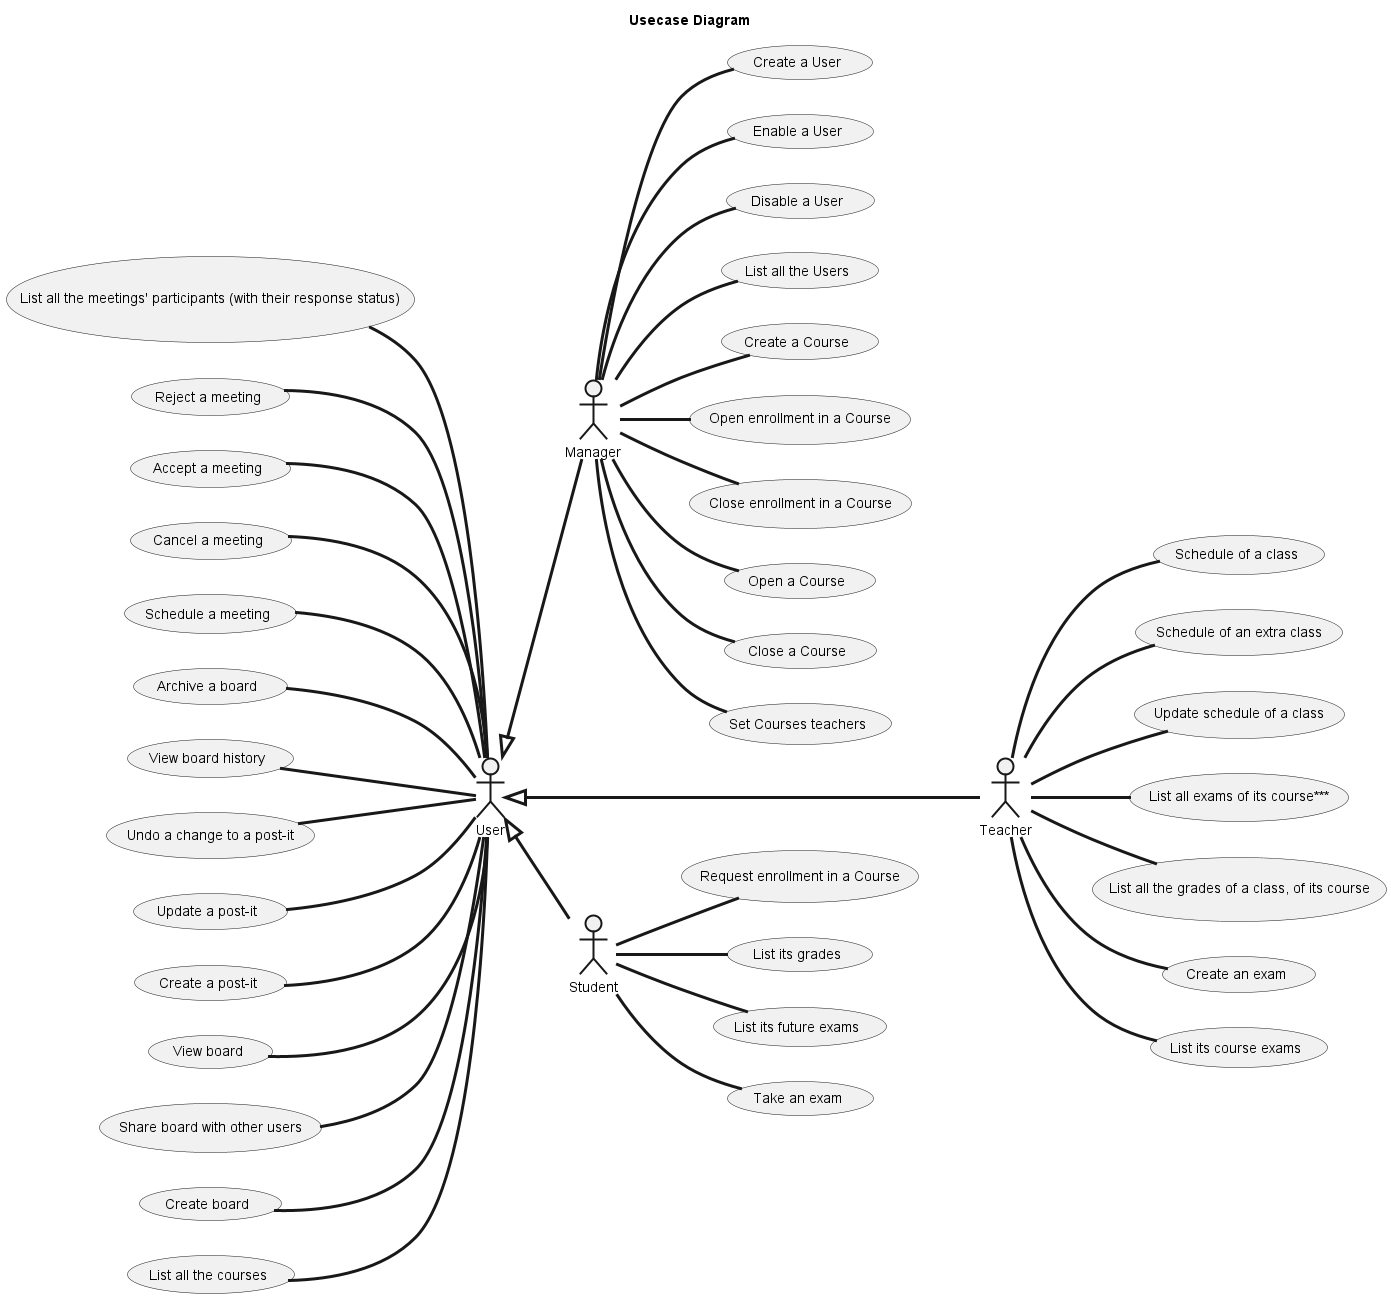 Usecase Diagram
Create a User
Enable a User
Disable a User
List all the Users
Create a Course
Open enrollment in a Course
Close enrollment in a Course
Open a Course
Close a Course
Set Courses teachers
Manager
List all the meetings' participants (with their response status)
Reject a meeting
Accept a meeting
Cancel a meeting
Schedule a meeting
Archive a board
View board history
Undo a change to a post-it
Update a post-it
Create a post-it
View board
Share board with other users
Create board
List all the courses
User
Request enrollment in a Course
List its grades
List its future exams
Take an exam
Student
Schedule of a class
Schedule of an extra class
Update schedule of a class
List all exams of its course***
List all the grades of a class, of its course
Create an exam
List its course exams
Teacher